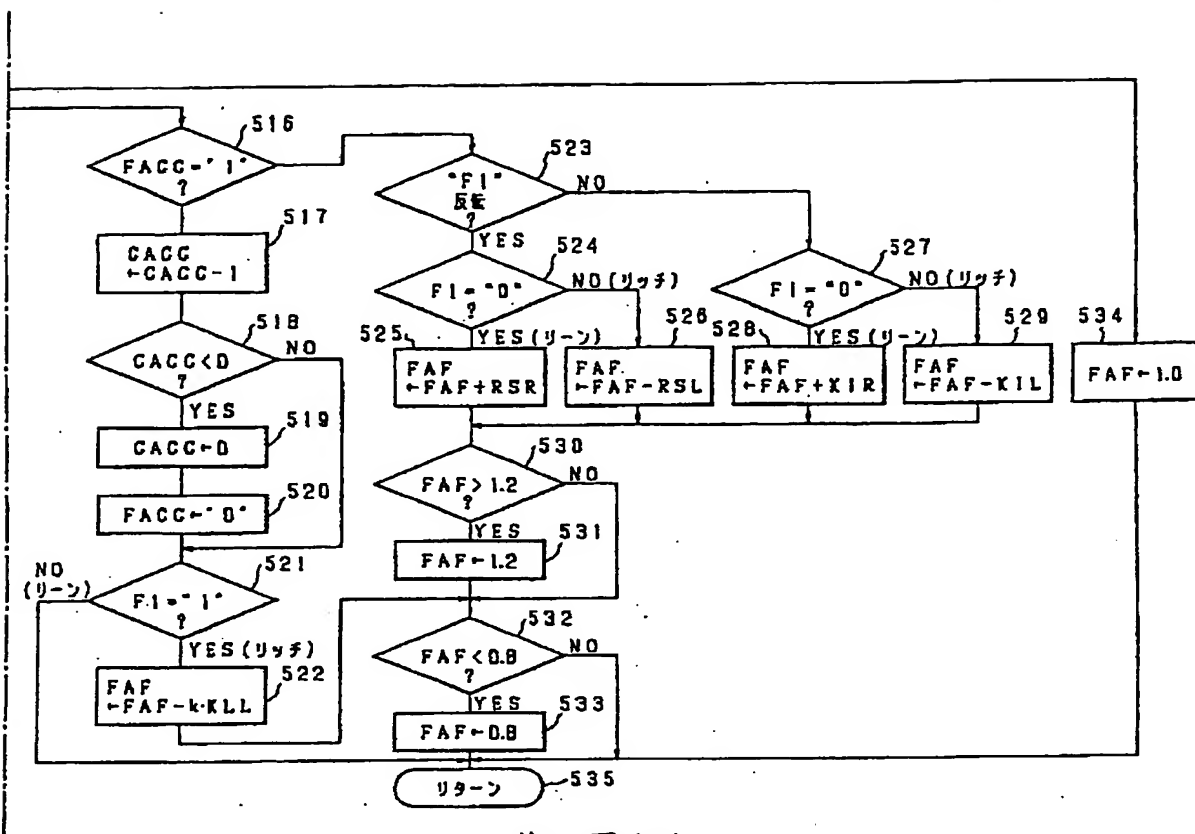 516
FACC="1"
?
517
CACC
←CACC-1
518
CACC<0
?
NO
YES
519
CACC←0
520
FACC←"0"
521
NO
(リーン)
F1="1"
?
YES(リッチ)
522
FAF
←FAF-k·KLL
523
"F1"
反転
?
NO
YES
524
F1="0"
?
NO(リッチ)
YES(リーン)
525
FAF
←FAF+RSR
526
FAF
←FAF-RSL
527
F1="0"
?
NO(リッチ)
YES(リーン)
528
FAF
←FAF+KIR
529
FAF
←FAF-KIL
530
FAF>1.2
?
NO
YES
531
FAF←1.2
532
FAF<0.8
?
NO
YES
533
FAF←0.8
534
FAF←1.0
リターン
535